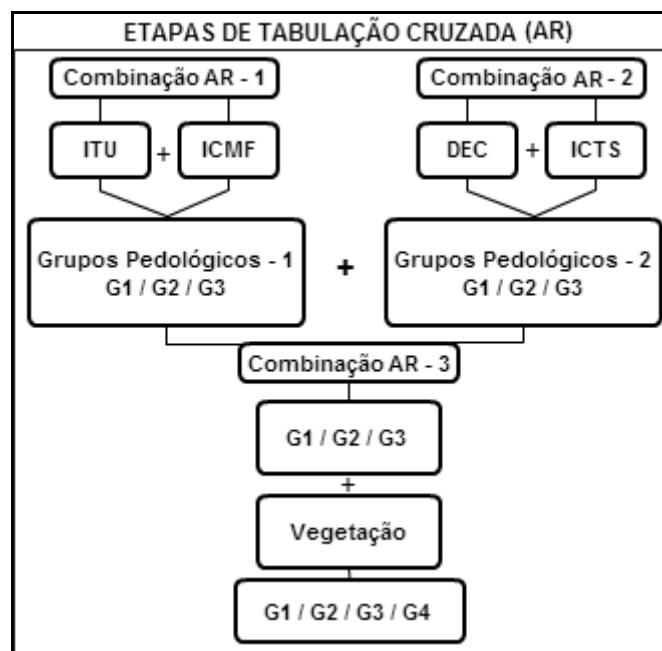 ETAPAS DE TABULAÇÃO CRUZADA (AR)
Combinação AR - 1
Combinação AR - 2
ITU + ICMF
DEC + ICTS
Grupos Pedológicos - 1
G1 / G2 / G3
+
Grupos Pedológicos - 2
G1 / G2 / G3
Combinação AR - 3
G1 / G2 / G3
+
Vegetação
G1 / G2 / G3 / G4